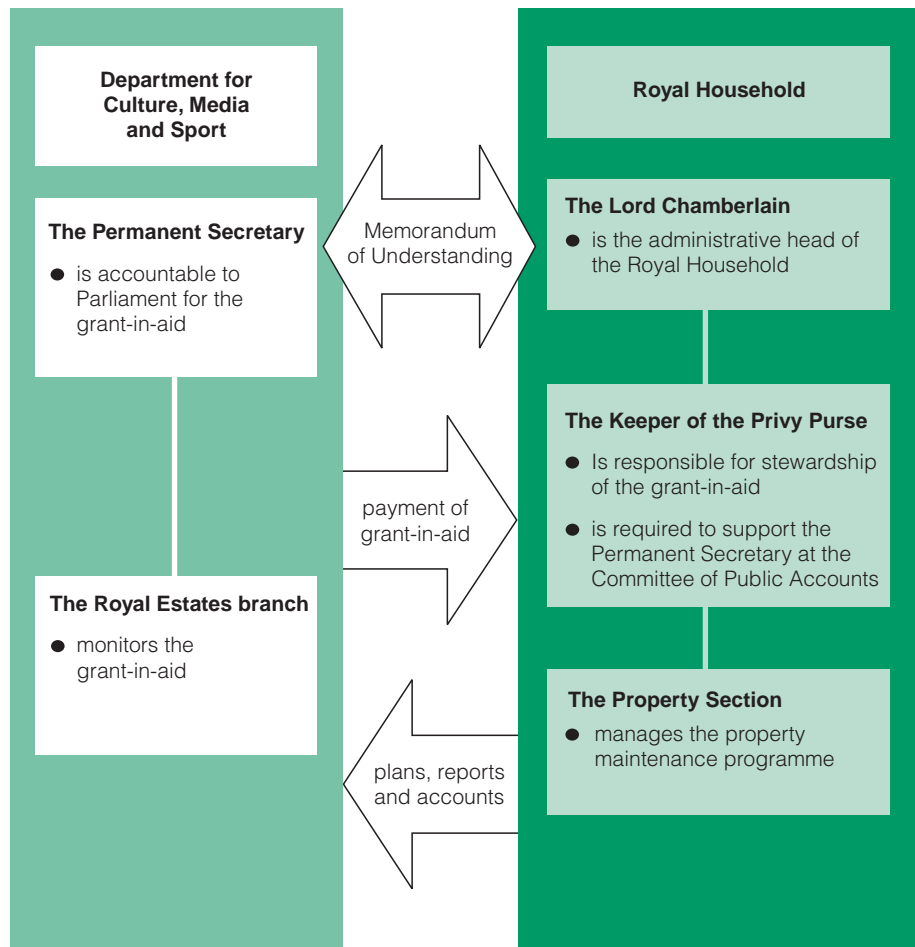 Department for
Culture, Media
and Sport
The Permanent Secretary
● is accountable to
Parliament for the
grant-in-aid
The Royal Estates branch
● monitors the
grant-in-aid
Memorandum
of Understanding
payment of
grant-in-aid
plans, reports
and accounts
Royal Household
The Lord Chamberlain
● is the administrative head of
the Royal Household
The Keeper of the Privy Purse
● Is responsible for stewardship
of the grant-in-aid
● is required to support the
Permanent Secretary at the
Committee of Public Accounts
The Property Section
● manages the property
maintenance programme